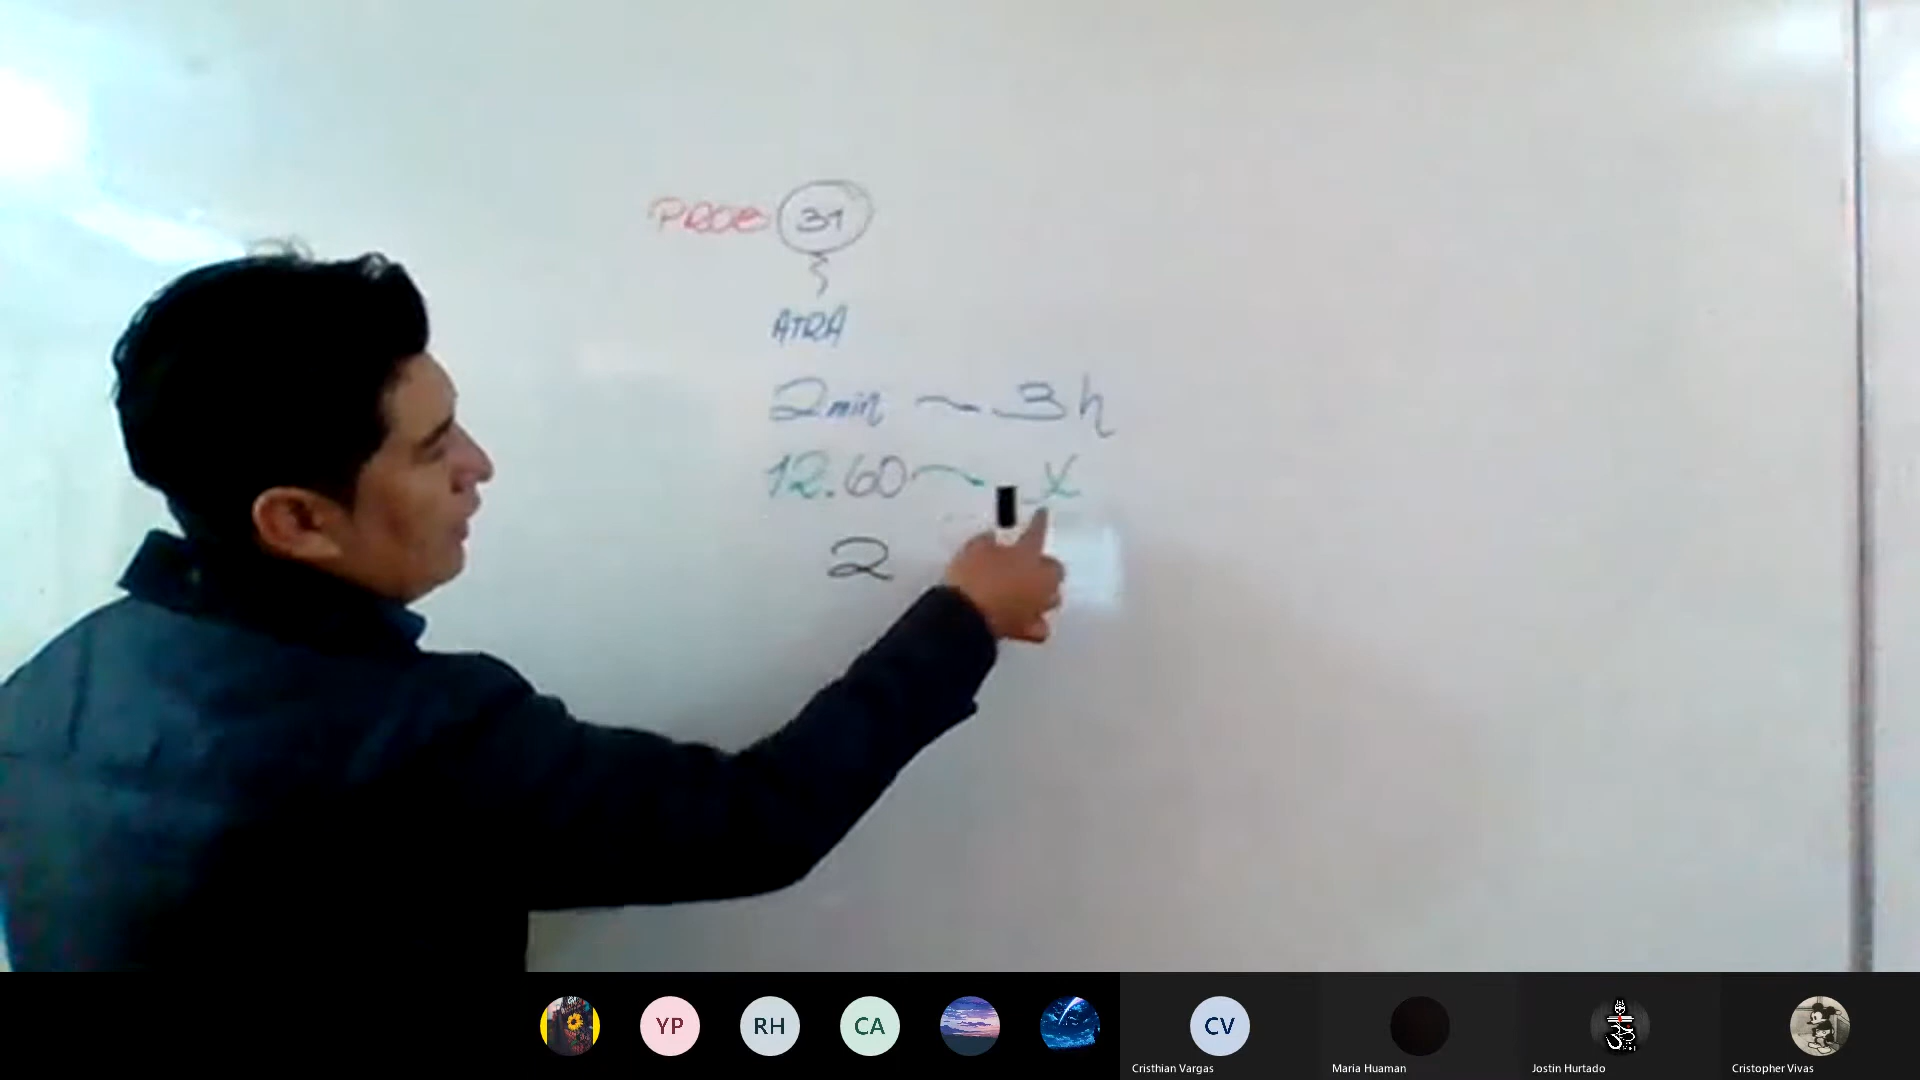 PROB 31
ATRA
2min ~ 3h
12.60 ~ x
2
YP RH CA CV
Cristhian Vargas Maria Huaman Jostin Hurtado Cristopher Vivas